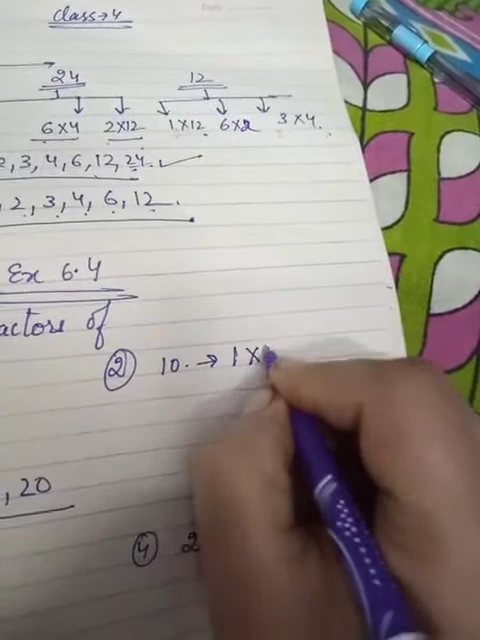 Class→4
24 12
6×4 2×12 1×12 6×2 3×4.
2, 3, 4, 6, 12, 24.
2, 3, 4, 6, 12.
Ex 6.4
actors of
② 10. → 1×
, 20
④ 2